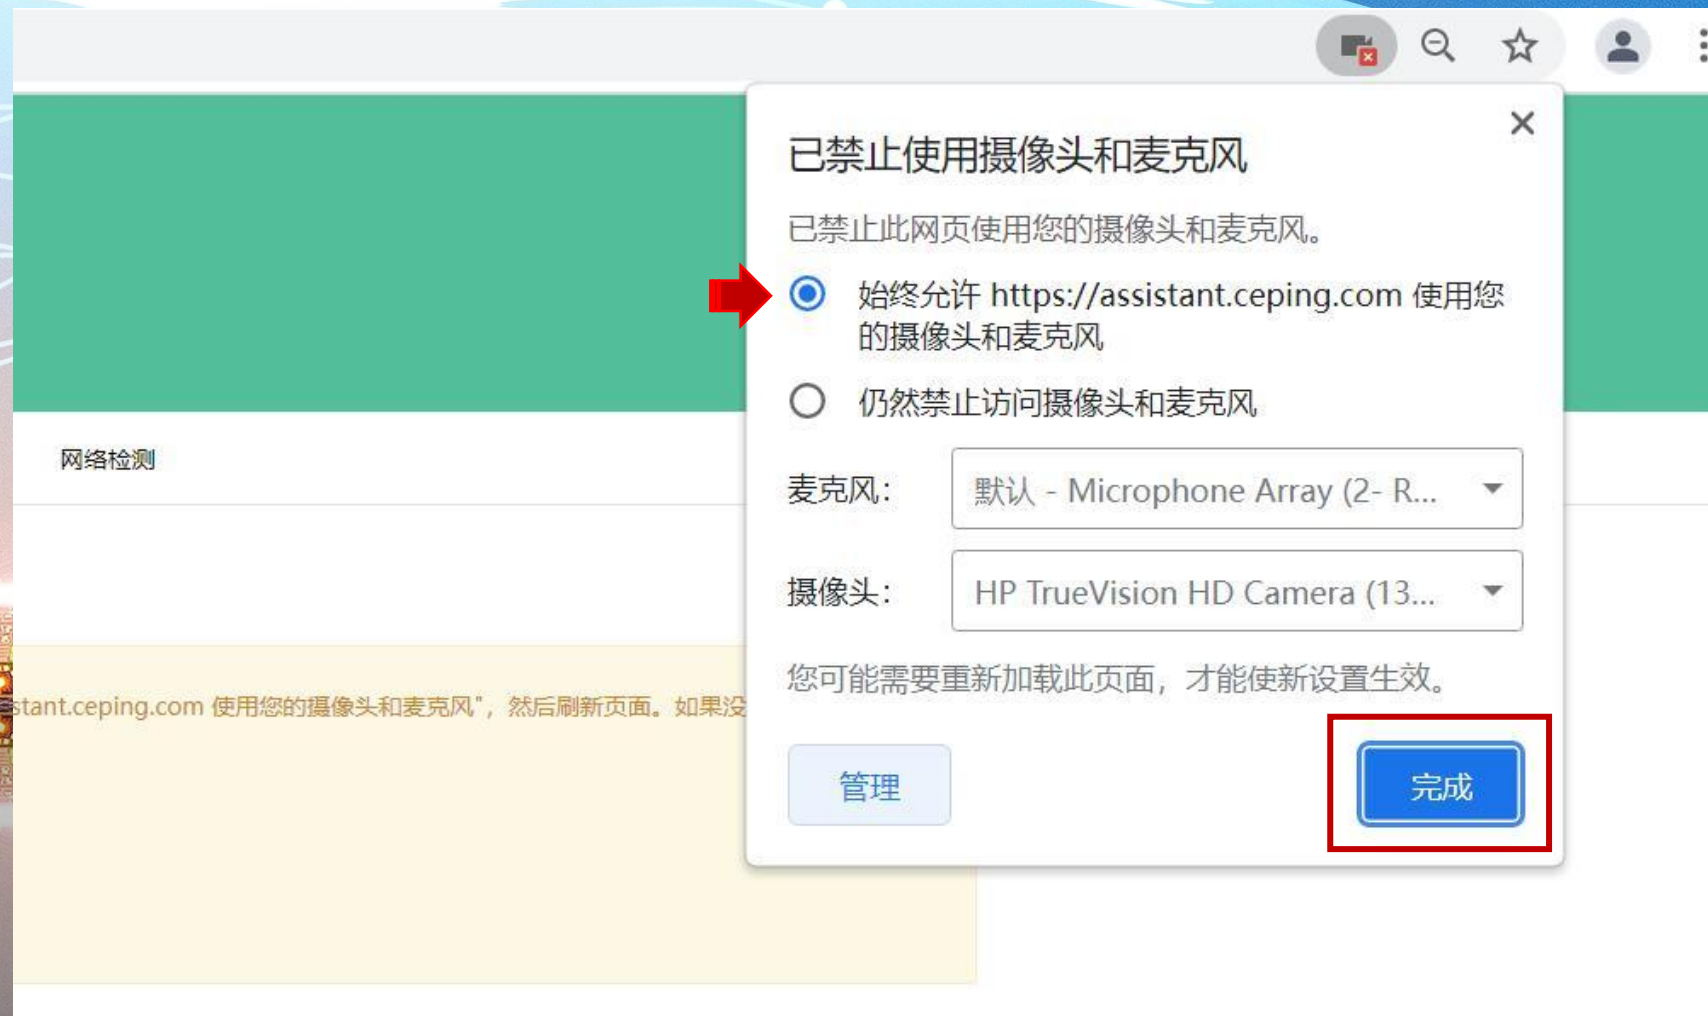 已禁止使用摄像头和麦克风
已禁止此网页使用您的摄像头和麦克风。
始终允许 https://assistant.ceping.com 使用您
的摄像头和麦克风
仍然禁止访问摄像头和麦克风
网络检测
麦克风：
默认 - Microphone Array (2- R...
摄像头：
HP TrueVision HD Camera (13...
您可能需要重新加载此页面，才能使新设置生效。
stant.ceping.com 使用您的摄像头和麦克风"，然后刷新页面。如果没
管理
完成